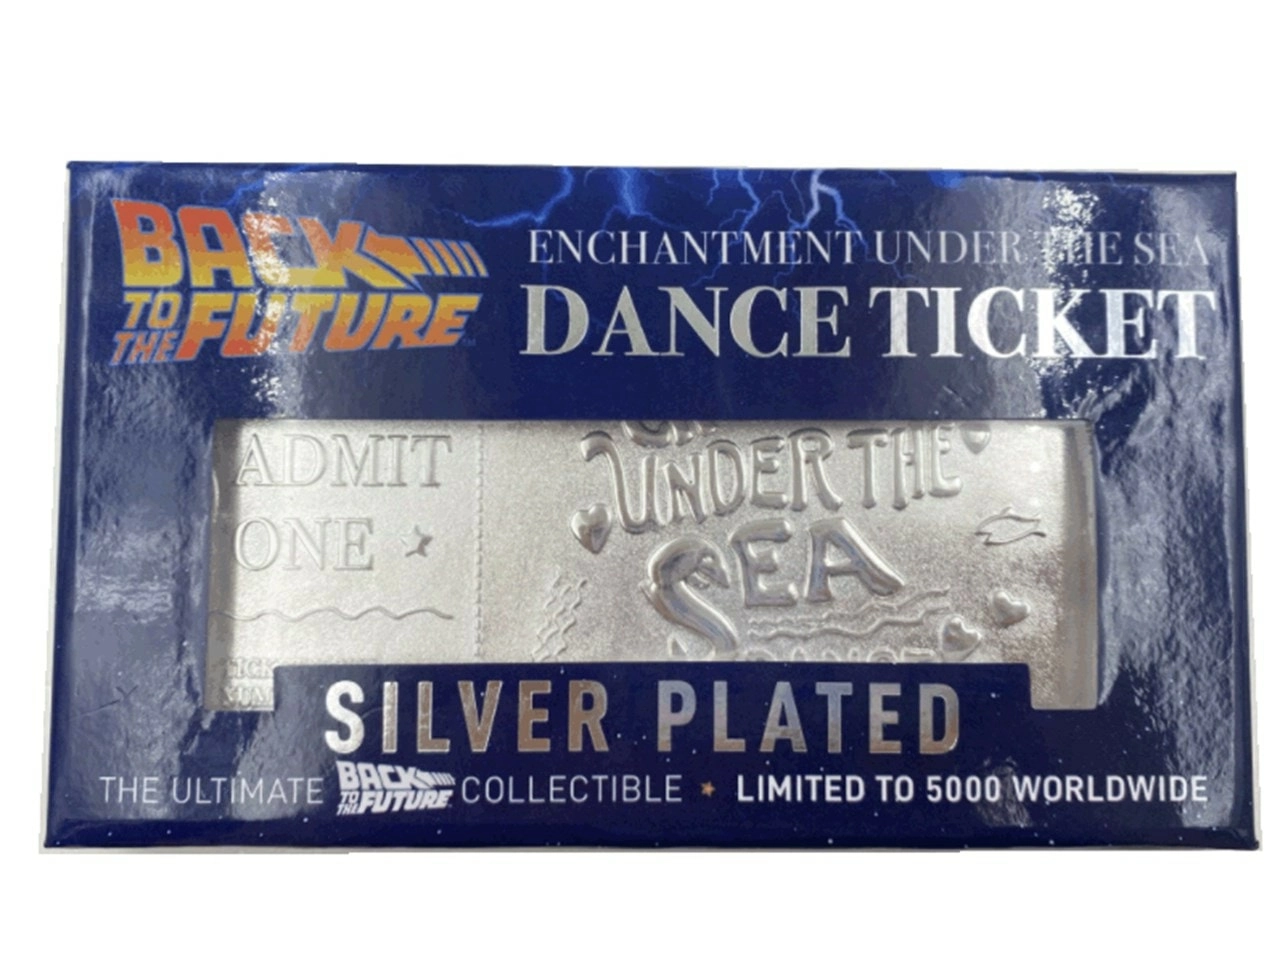 BACK
TO THE FUTURE
ENCHANTMENT UNDER THE SEA
DANCE TICKET
ADMIT
ONE
UNDER THE
SEA
SILVER PLATED
THE ULTIMATE BACK TO THE FUTURE COLLECTIBLE ★ LIMITED TO 5000 WORLDWIDE